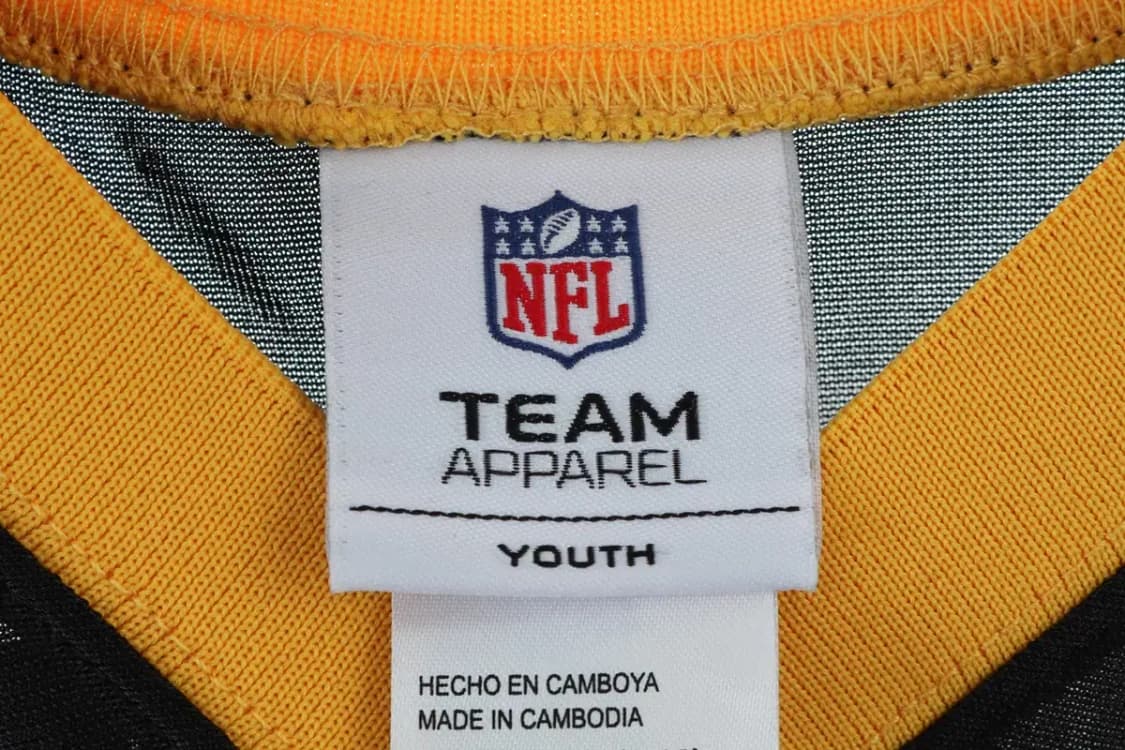 NFL
TEAM
APPAREL
YOUTH
HECHO EN CAMBOYA
MADE IN CAMBODIA